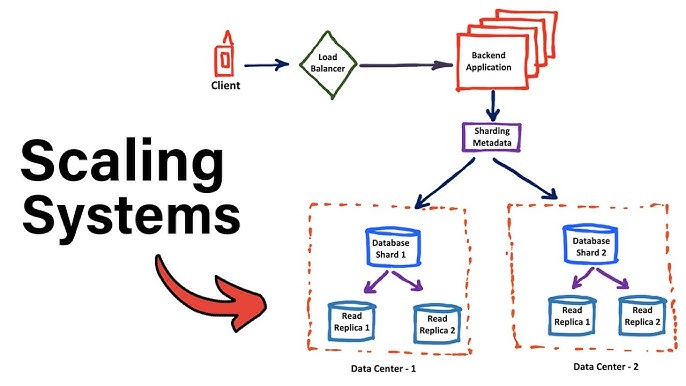 Client
Load
Balancer
Backend
Application
Sharding
Metadata
Scaling
Systems
Database
Shard 1
Read
Replica 1
Read
Replica 2
Data Center - 1
Database
Shard 2
Read
Replica 1
Read
Replica 2
Data Center - 2